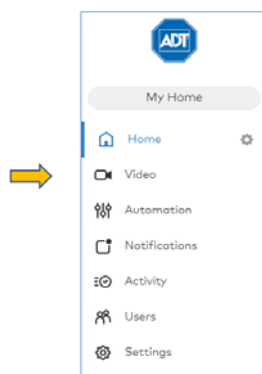 ADT
My Home
Home
Video
Automation
Notifications
Activity
Users
Settings